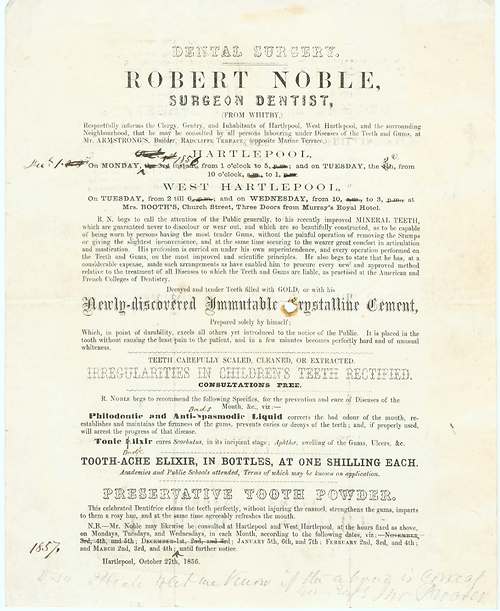 DENTAL SURGERY.
ROBERT NOBLE,
SURGEON DENTIST,
(FROM WHITBY,)
Respectfully informs the Clergy, Gentry, and Inhabitants of Hartlepool, West Hartlepool, and the surrounding
Neighbourhood, that he may be consulted by all persons labouring under Diseases of the Teeth and Gums, at
Mr. ARMSTRONG'S, Builder, RADCLIFFE TERRACE, opposite Marine Terrace,
HARTLEPOOL,
On MONDAY, instant, from 1 o'clock to 5, p.m.; and on TUESDAY, the
10 o'clock, a.m., to 1, p.m.
WEST HARTLEPOOL,
On TUESDAY, from 2 till 6, p.m.; and on WEDNESDAY, from 10, a.m., to 3, p.m., at
Mrs. BOOTH'S, Church Street, Three Doors from Murray's Royal Hotel.
R. N. begs to call the attention of the Public generally, to his recently improved MINERAL TEETH,
which are guaranteed never to discolour or wear out, and which are so beautifully constructed, as to be capable
of being worn by persons having the most tender Gums, without the painful operation of removing the Stumps
or giving the slightest inconvenience, and at the same time securing to the wearer great comfort in articulation
and mastication. His profession is carried on under his own superintendence, and every operation performed on
the Teeth and Gums, on the most improved and scientific principles. He also begs to state that he has, at a
considerable expense, made such arrangements as have enabled him to procure every new and approved method
relative to the treatment of all Diseases to which the Teeth and Gums are liable, as practised at the American and
French Colleges of Dentistry.
Decayed and tender Teeth filled with GOLD, or with his
Newly-discovered Immutable Crystalline Cement,
Prepared solely by himself;
Which, in point of durability, excels all others yet introduced to the notice of the Public. It is placed in the
tooth without causing the least pain to the patient, and in a few minutes becomes perfectly hard and of unusual
whiteness.
TEETH CAREFULLY SCALED, CLEANED, OR EXTRACTED.
IRREGULARITIES IN CHILDREN'S TEETH RECTIFIED.
CONSULTATIONS FREE.
R. NOBLE begs to recommend the following Specifics, for the prevention and cure of Diseases of the
Month, &c., viz:—
Philodontic and Anti-spasmodic Liquid corrects the bad odour of the mouth, re-
establishes and maintains the firmness of the gums, prevents caries or decays of the teeth; and, if properly used,
will arrest the progress of that disease.
Tonic Elixir cures Scorbutus, in its incipient stage; Aphthæ, swelling of the Gums, Ulcers, &c.
TOOTH-ACHE ELIXIR, IN BOTTLES, AT ONE SHILLING EACH.
Academies and Public Schools attended, Terms of which may be known on application.
PRESERVATIVE TOOTH POWDER.
This celebrated Dentifrice cleans the teeth perfectly, without injuring the enamel, strengthens the gums, imparts
to them a rosy hue, and at the same time agreeably refreshes the mouth.
N.B.—Mr. Noble may likewise be consulted at Hartlepool and West Hartlepool, at the hours fixed as above,
on Mondays, Tuesdays, and Wednesdays, in each Month, according to the following dates, viz:—NOVEMBER
3rd, 4th, and 5th; DECEMBER 1st, 2nd, and 3rd; JANUARY 5th, 6th, and 7th; FEBRUARY 2nd, 3rd, and 4th;
and MARCH 2nd, 3rd, and 4th; until further notice.
1857
Hartlepool, October 27th, 1856.
let me know if the above is correct